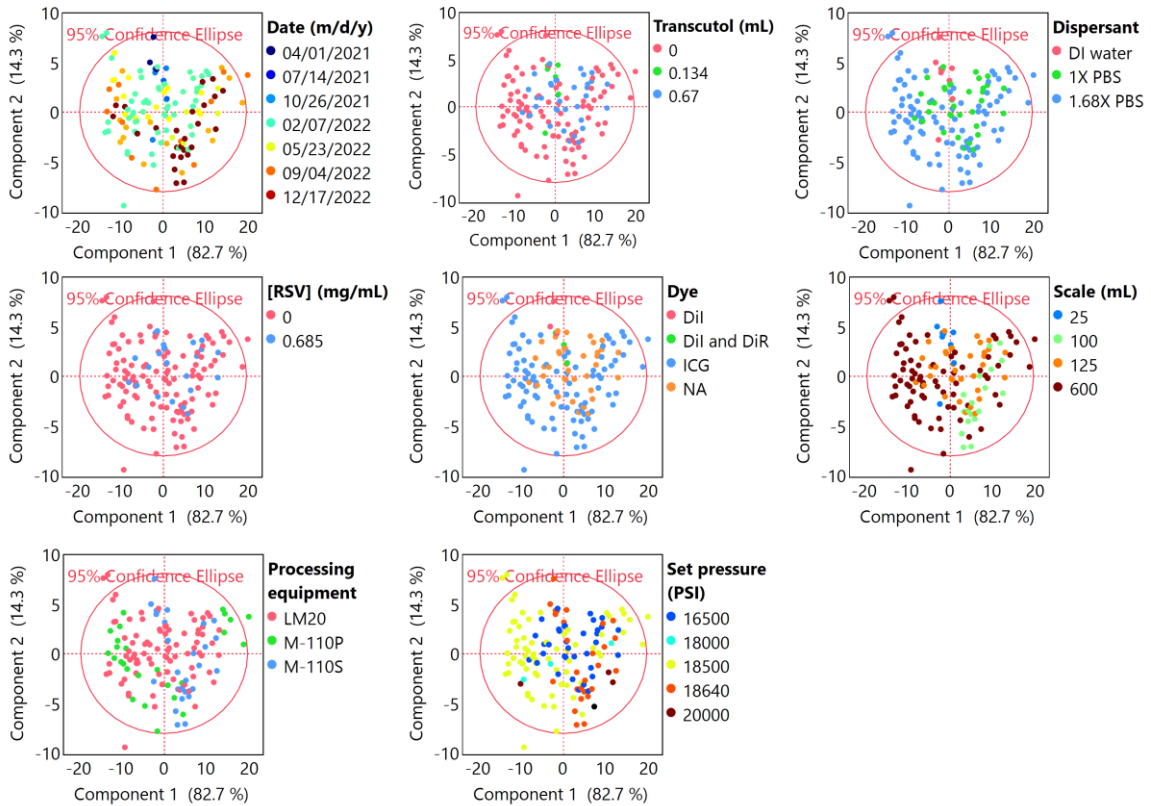 95% Confidence Ellipse
Component 2 (14.3 %)
10
5
0
-5
-10
-20 -10 0 10 20
Component 1 (82.7 %)
Date (m/d/y)
04/01/2021
07/14/2021
10/26/2021
02/07/2022
05/23/2022
09/04/2022
12/17/2022
95% Confidence Ellipse
Component 2 (14.3 %)
10
5
0
-5
-10
-20 -10 0 10 20
Component 1 (82.7 %)
Transcutol (mL)
0
0.134
0.67
95% Confidence Ellipse
Component 2 (14.3 %)
10
5
0
-5
-10
-20 -10 0 10 20
Component 1 (82.7 %)
Dispersant
DI water
1X PBS
1.68X PBS
95% Confidence Ellipse
Component 2 (14.3 %)
10
5
0
-5
-10
-20 -10 0 10 20
Component 1 (82.7 %)
[RSV] (mg/mL)
0
0.685
95% Confidence Ellipse
Component 2 (14.3 %)
10
5
0
-5
-10
-20 -10 0 10 20
Component 1 (82.7 %)
Dye
DiI
DiI and DiR
ICG
NA
95% Confidence Ellipse
Component 2 (14.3 %)
10
5
0
-5
-10
-20 -10 0 10 20
Component 1 (82.7 %)
Scale (mL)
25
100
125
600
95% Confidence Ellipse
Component 2 (14.3 %)
10
5
0
-5
-10
-20 -10 0 10 20
Component 1 (82.7 %)
Processing
equipment
LM20
M-110P
M-110S
95% Confidence Ellipse
Component 2 (14.3 %)
10
5
0
-5
-10
-20 -10 0 10 20
Component 1 (82.7 %)
Set pressure
(PSI)
16500
18000
18500
18640
20000